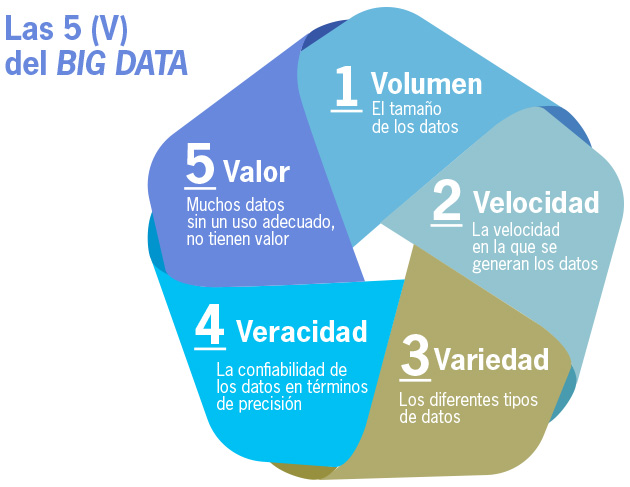 Las 5 (V)
del BIG DATA
1 Volumen
El tamaño
de los datos
2 Velocidad
La velocidad
en la que se
generan los datos
3 Variedad
Los diferentes tipos
de datos
4 Veracidad
La confiabilidad de
los datos en términos
de precisión
5 Valor
Muchos datos
sin un uso adecuado,
no tienen valor